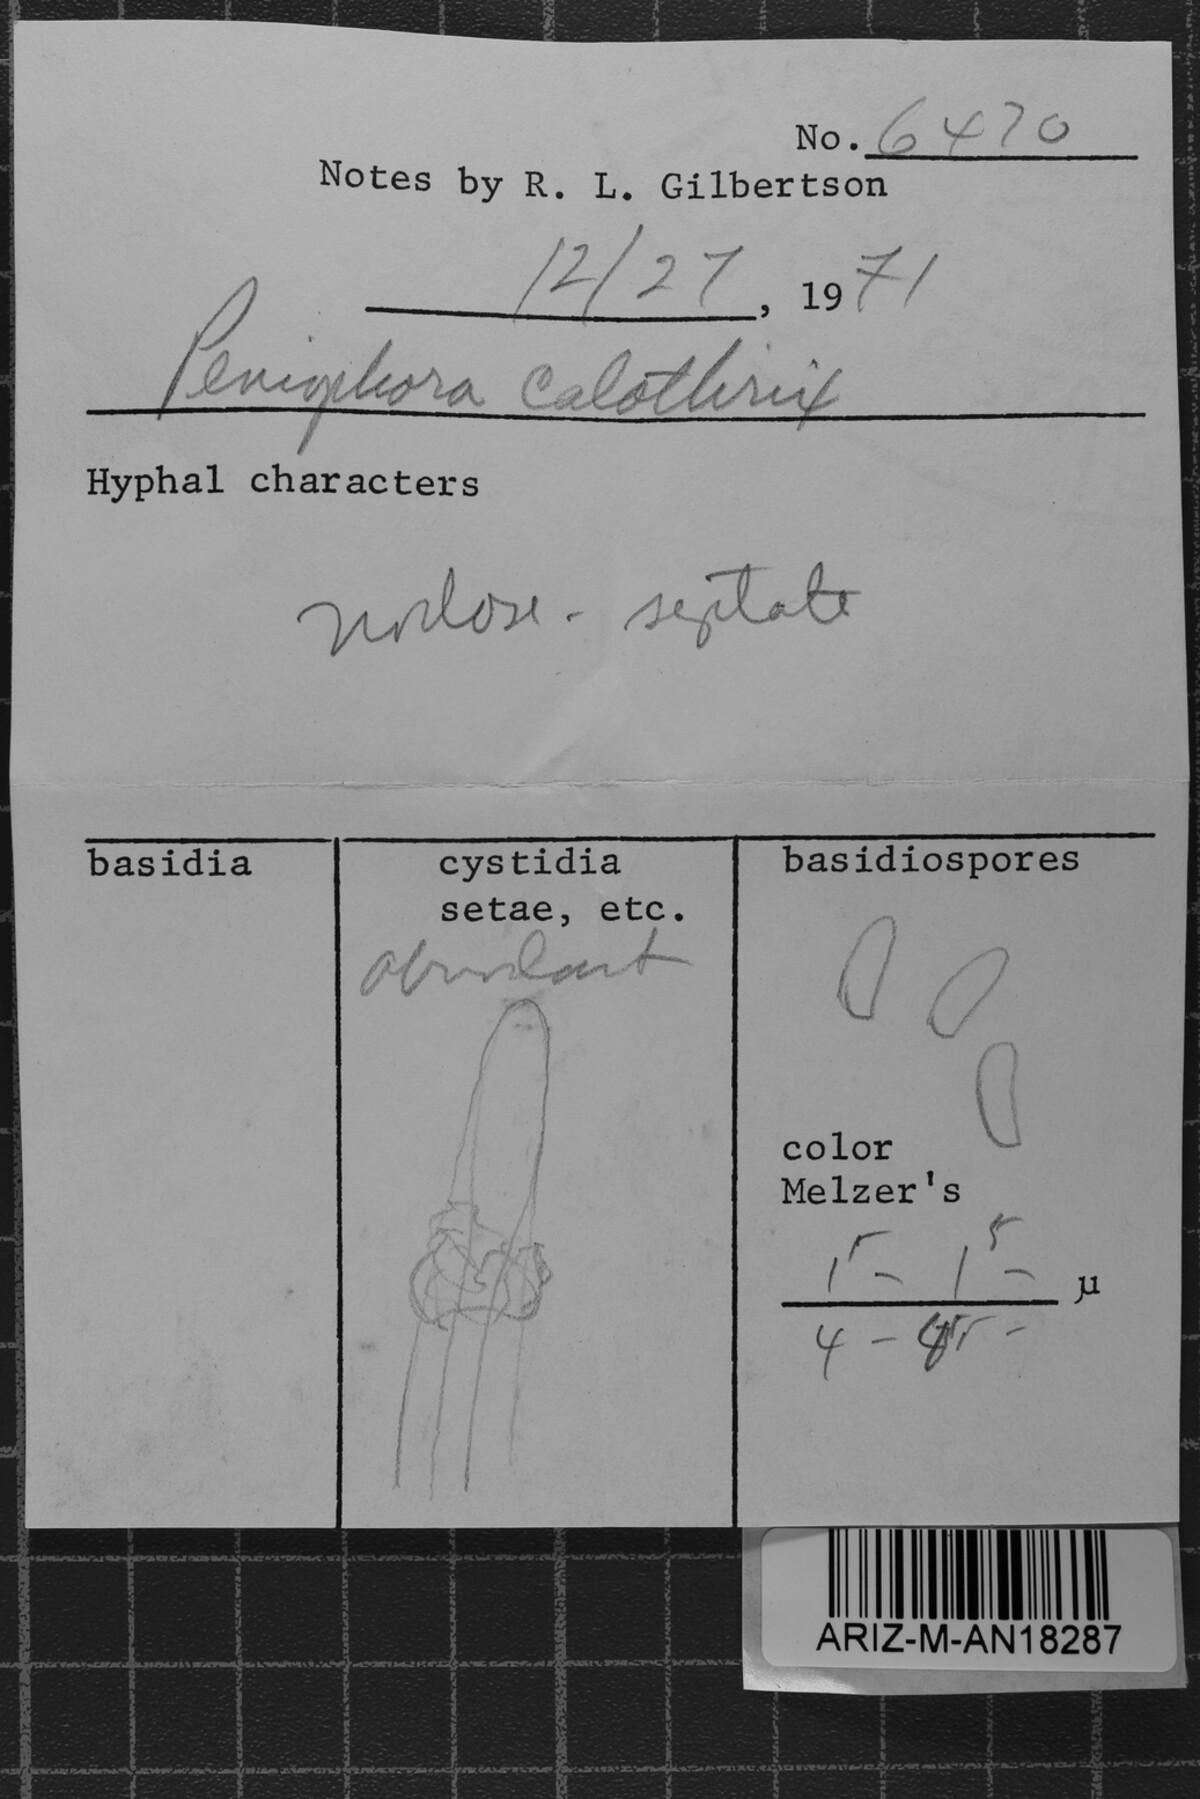 No. 6470
Notes by R. L. Gilbertson
12/27, 1971
Peniophora calothrix
Hyphal characters
nodose-septate
basidia
cystidia
setae, etc.
abundant
basidiospores
color
Melzer's
µ
4 -
ARIZ-M-AN18287